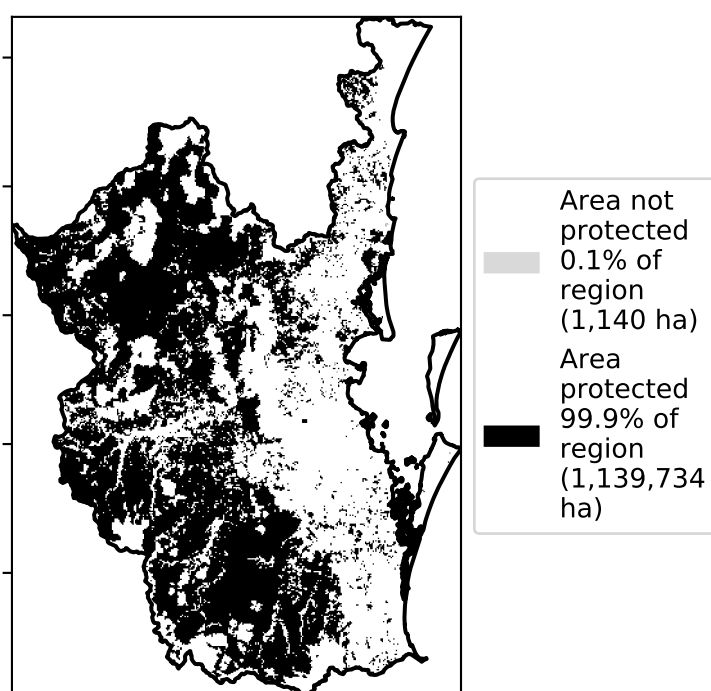 Area not
protected
0.1% of
region
(1,140 ha)
Area
protected
99.9% of
region
(1,139,734
ha)